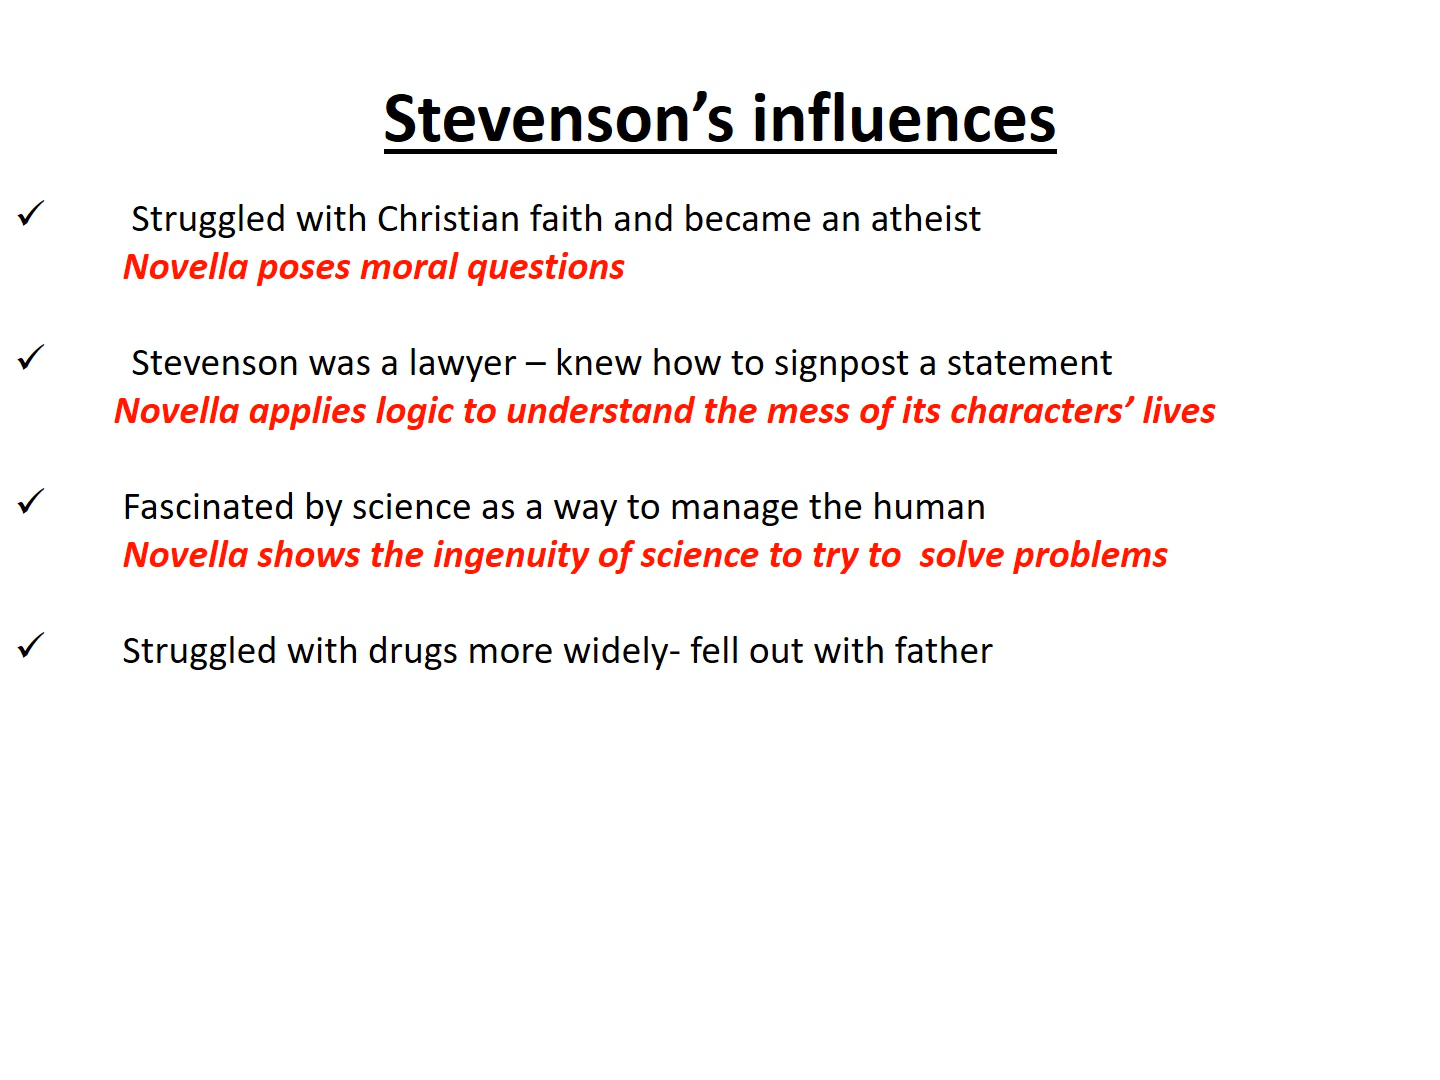 Stevenson’s influences
✓ Struggled with Christian faith and became an atheist
Novella poses moral questions
✓ Stevenson was a lawyer – knew how to signpost a statement
Novella applies logic to understand the mess of its characters’ lives
✓ Fascinated by science as a way to manage the human
Novella shows the ingenuity of science to try to  solve problems
✓ Struggled with drugs more widely- fell out with father